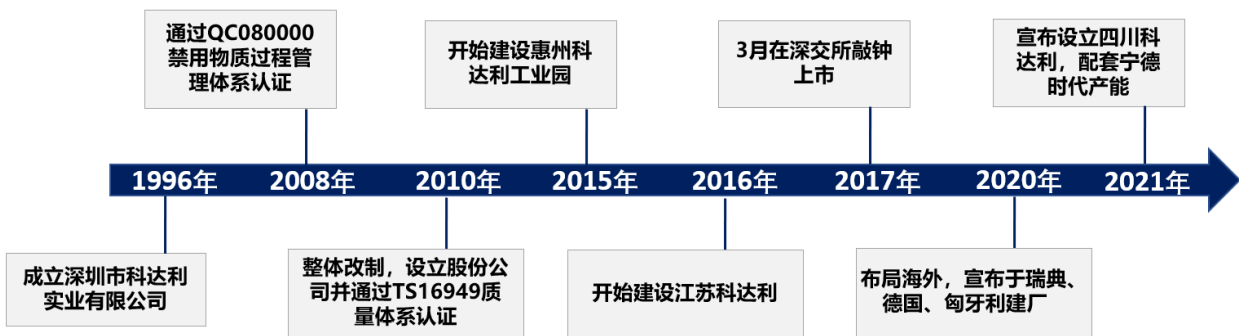 通过QC080000
禁用物质过程管
理体系认证
开始建设惠州科
达利工业园
3月在深交所敲钟
上市
宣布设立四川科
达利，配套宁德
时代产能
1996年
2008年
2010年
2015年
2016年
2017年
2020年
2021年
成立深圳市科达利
实业有限公司
整体改制，设立股份公
司并通过TS16949质
量体系认证
开始建设江苏科达利
布局海外，宣布于瑞典、
德国、匈牙利建厂